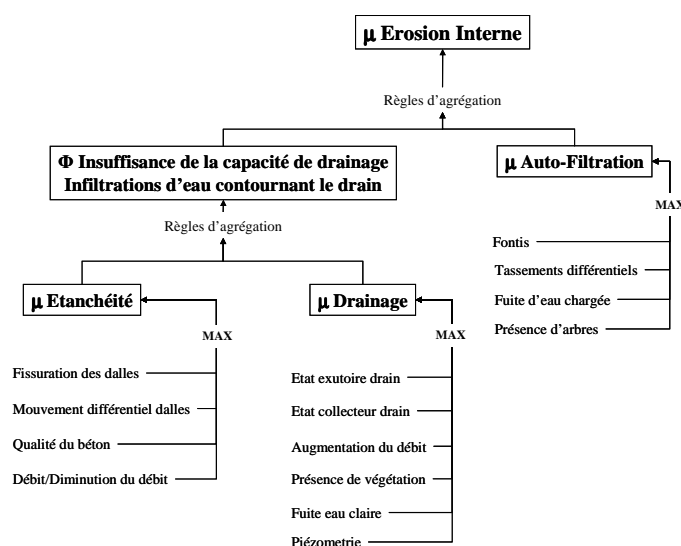 μ Erosion Interne
Règles d'agrégation
Φ Insuffisance de la capacité de drainage
Infiltrations d'eau contournant le drain
μ Auto-Filtration
MAX
Règles d'agrégation
Fontis
Tassements différentiels
Fuite d'eau chargée
Présence d'arbres
μ Etanchéité
μ Drainage
MAX
MAX
Fissuration des dalles
Mouvement différentiel dalles
Qualité du béton
Débit/Diminution du débit
Etat exutoire drain
Etat collecteur drain
Augmentation du débit
Présence de végétation
Fuite eau claire
Piézometrie